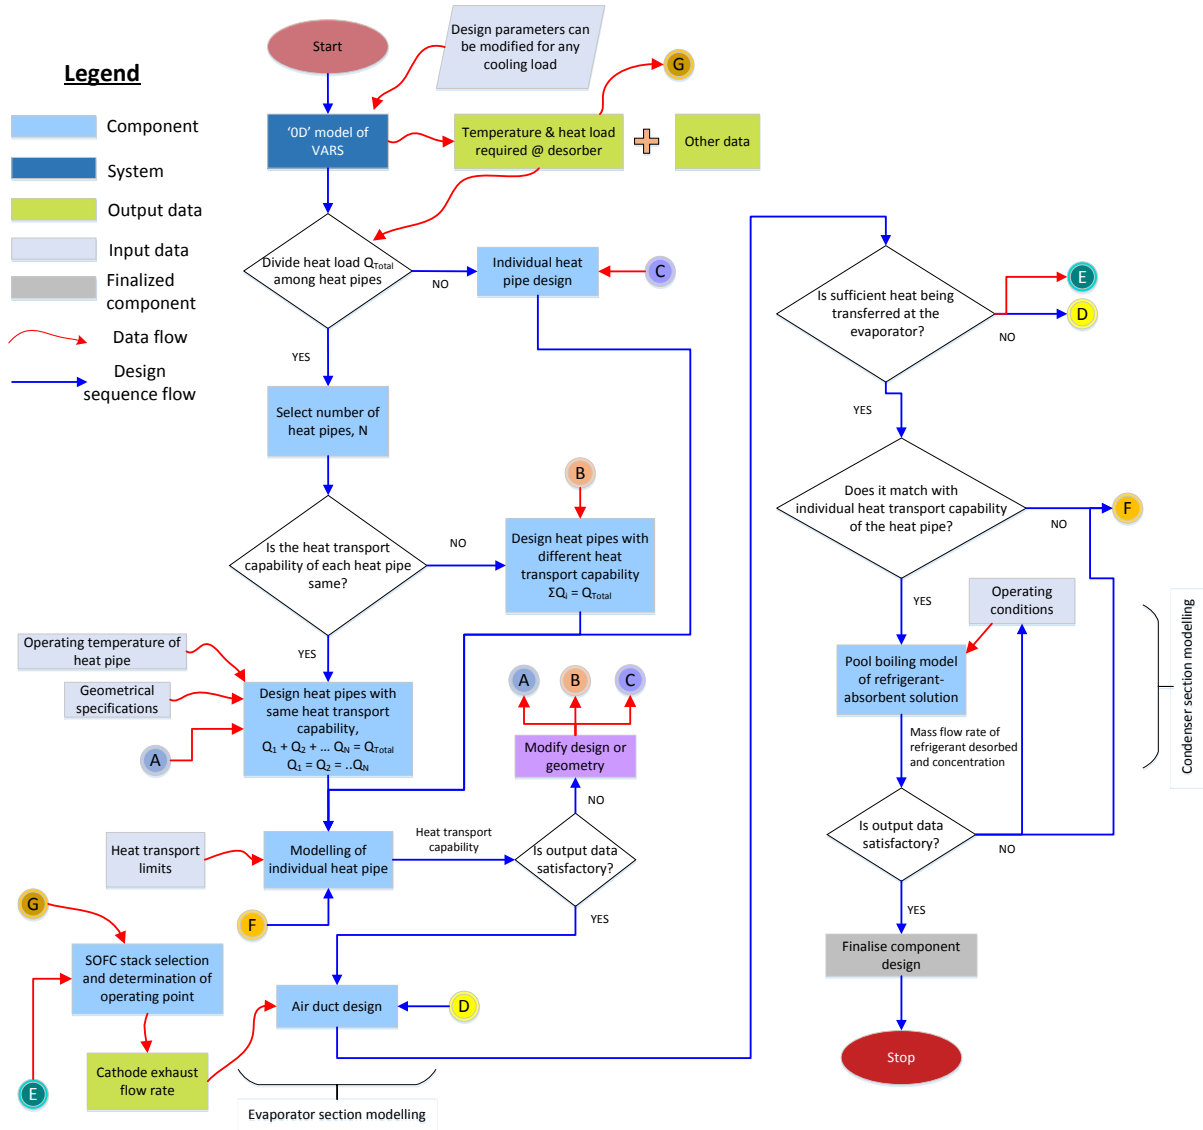 Legend
Component
System
Output data
Input data
Finalized
component
Data flow
Design
sequence flow
Start
Design parameters can
be modified for any
cooling load
G
'0D' model of
VARS
Temperature & heat load
required @ desorber
Other data
Divide heat load QTotal
among heat pipes
NO
Individual heat
pipe design
C
YES
Select number of
heat pipes, N
B
Is the heat transport
capability of each heat pipe
same?
NO
Design heat pipes with
different heat
transport capability
ΣQi = QTotal
YES
Operating temperature of
heat pipe
Geometrical
specifications
A
Design heat pipes with
same heat transport
capability,
Q1 + Q2 + ... QN = QTotal
Q1 = Q2 = ..QN
A
B
C
Modify design or
geometry
NO
Heat transport
limits
Modelling of
individual heat pipe
Heat transport
capability
Is output data
satisfactory?
YES
F
G
SOFC stack selection
and determination of
operating point
Air duct design
D
E
Cathode exhaust
flow rate
Evaporator section modelling
Is sufficient heat being
transferred at the
evaporator?
E
D
NO
YES
Does it match with
individual heat transport capability
of the heat pipe?
NO
F
YES
Operating
conditions
Pool boiling model
of refrigerant-
absorbent solution
Mass flow rate of
refrigerant desorbed
and concentration
Condenser section modelling
Is output data
satisfactory?
NO
YES
Finalise component
design
Stop